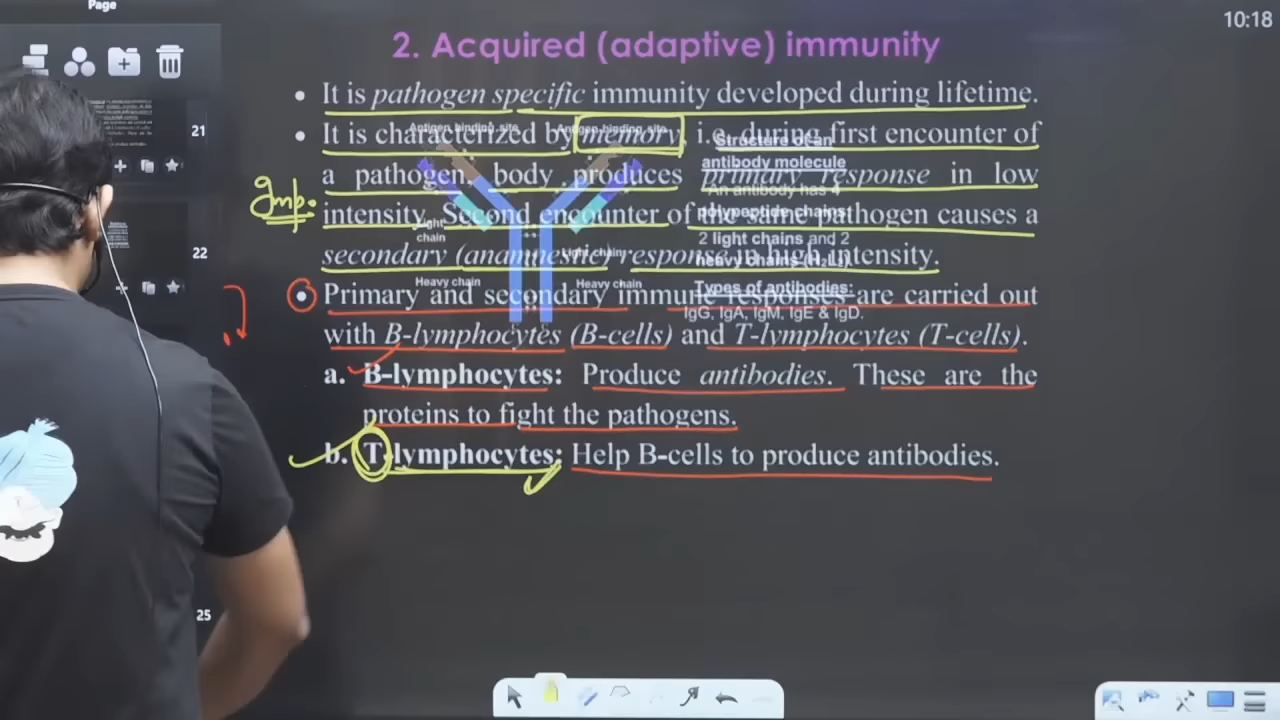 Page
10:18
2. Acquired (adaptive) immunity
21
22
25
• It is pathogen specific immunity developed during lifetime.
• It is characterized by memory, i.e. during first encounter of
a pathogen, body produces primary response in low
Imp.
intensity. Second encounter of the same pathogen causes a
secondary (anamnestic) response in high intensity.
• Primary and secondary immune responses are carried out
with B-lymphocytes (B-cells) and T-lymphocytes (T-cells).
a. B-lymphocytes: Produce antibodies. These are the
proteins to fight the pathogens.
b. T-lymphocytes: Help B-cells to produce antibodies.
Antigen binding site
Antigen binding site
Light
chain
Light chain
Heavy chain
Heavy chain
Structure of an
antibody molecule
An antibody has 4
polypeptide chains:
2 light chains and 2
heavy chains (H₂L₂).
Types of antibodies:
IgG, IgA, IgM, IgE & IgD.